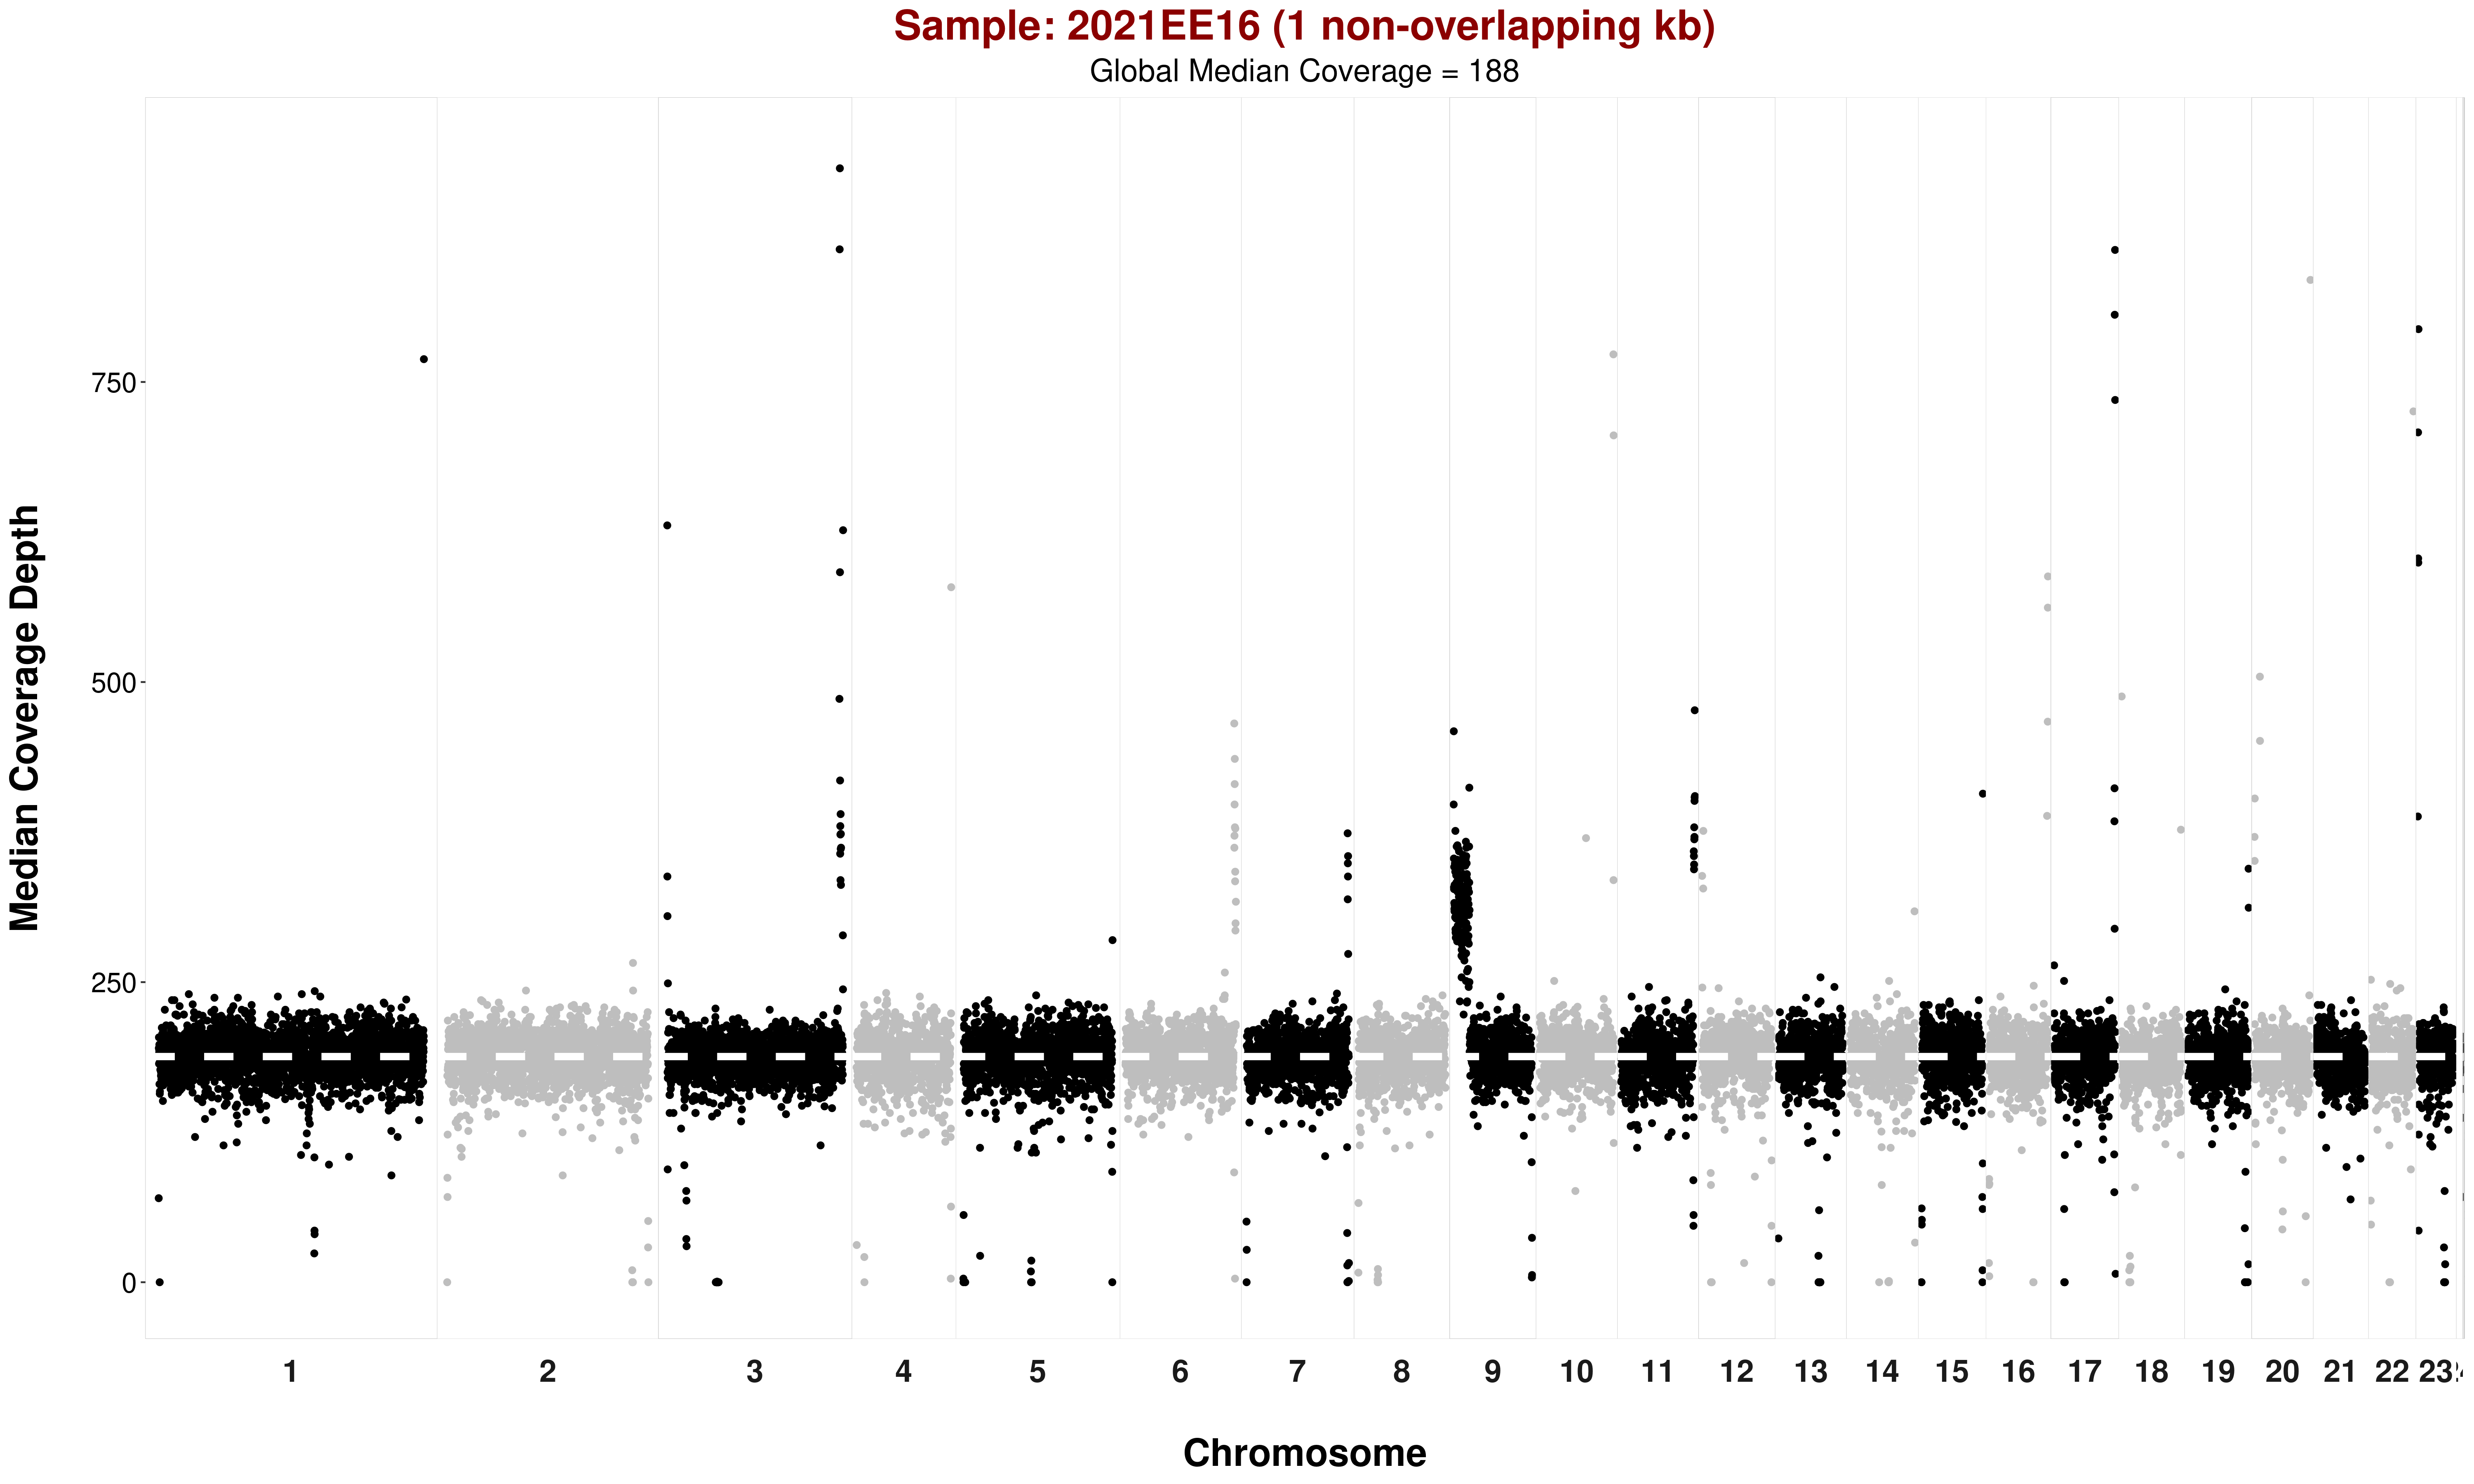 Sample: 2021EE16 (1 non-overlapping kb)
Global Median Coverage = 188
Median Coverage Depth
750
500
250
0
1 2 3 4 5 6 7 8 9 10 11 12 13 14 15 16 17 18 19 20 21 22 23
Chromosome